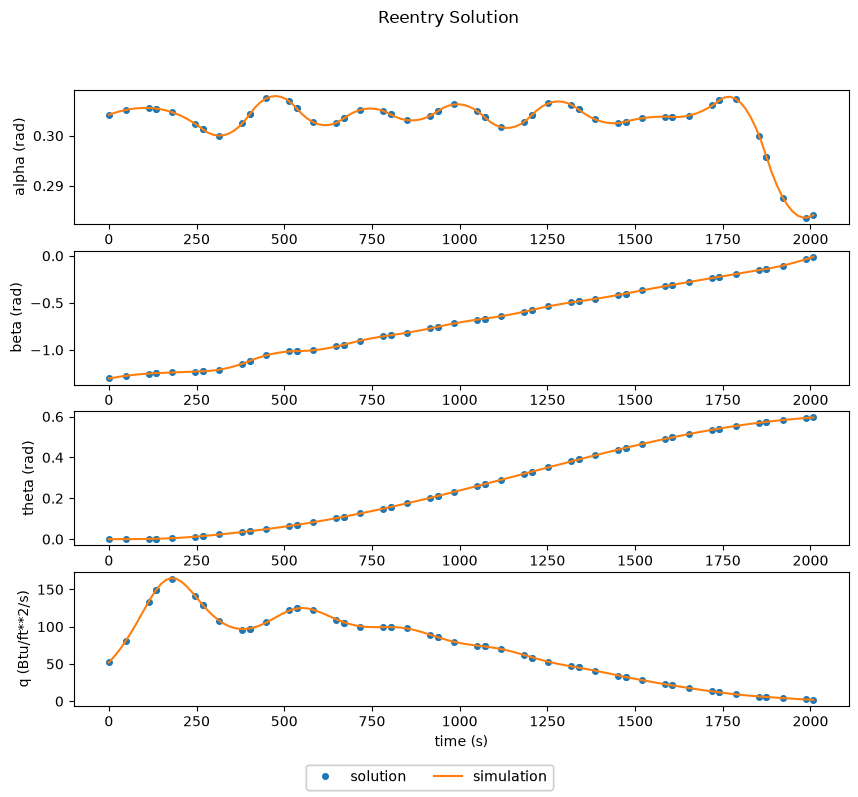 Reentry Solution
alpha (rad)
0.30
0.29
0 250 500 750 1000 1250 1500 1750 2000
beta (rad)
0.0
−0.5
−1.0
0 250 500 750 1000 1250 1500 1750 2000
theta (rad)
0.6
0.4
0.2
0.0
0 250 500 750 1000 1250 1500 1750 2000
q (Btu/ft**2/s)
150
100
50
0
0 250 500 750 1000 1250 1500 1750 2000
time (s)
solution simulation